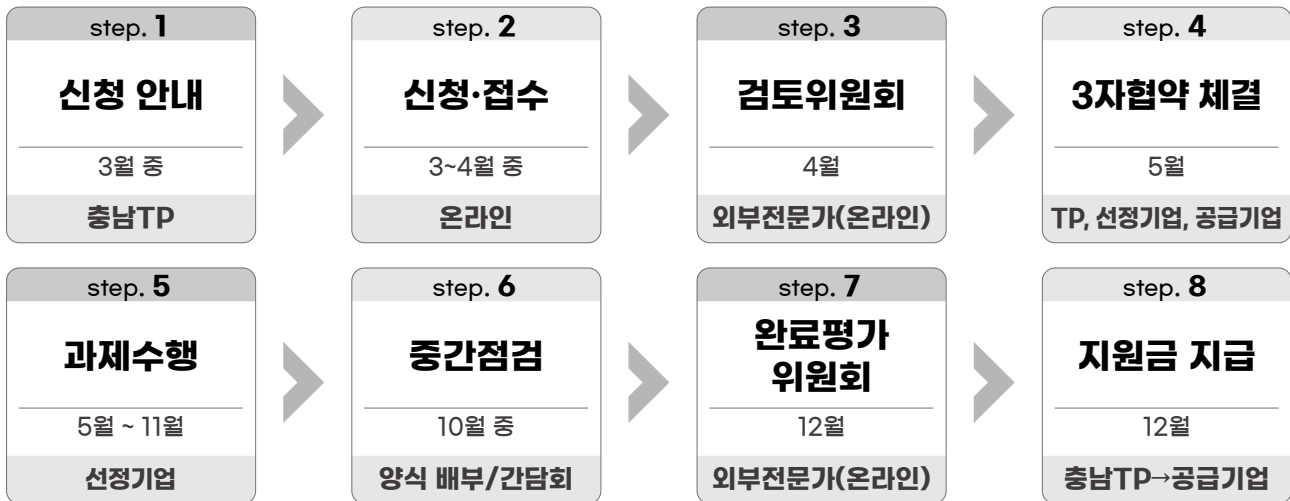 step. 1
신청 안내
3월 중
충남TP
step. 2
신청·접수
3~4월 중
온라인
step. 3
검토위원회
4월
외부전문가(온라인)
step. 4
3자협약 체결
5월
TP, 선정기업, 공급기업
step. 5
과제수행
5월 ~ 11월
선정기업
step. 6
중간점검
10월 중
양식 배부/간담회
step. 7
완료평가
위원회
12월
외부전문가(온라인)
step. 8
지원금 지급
12월
충남TP→공급기업